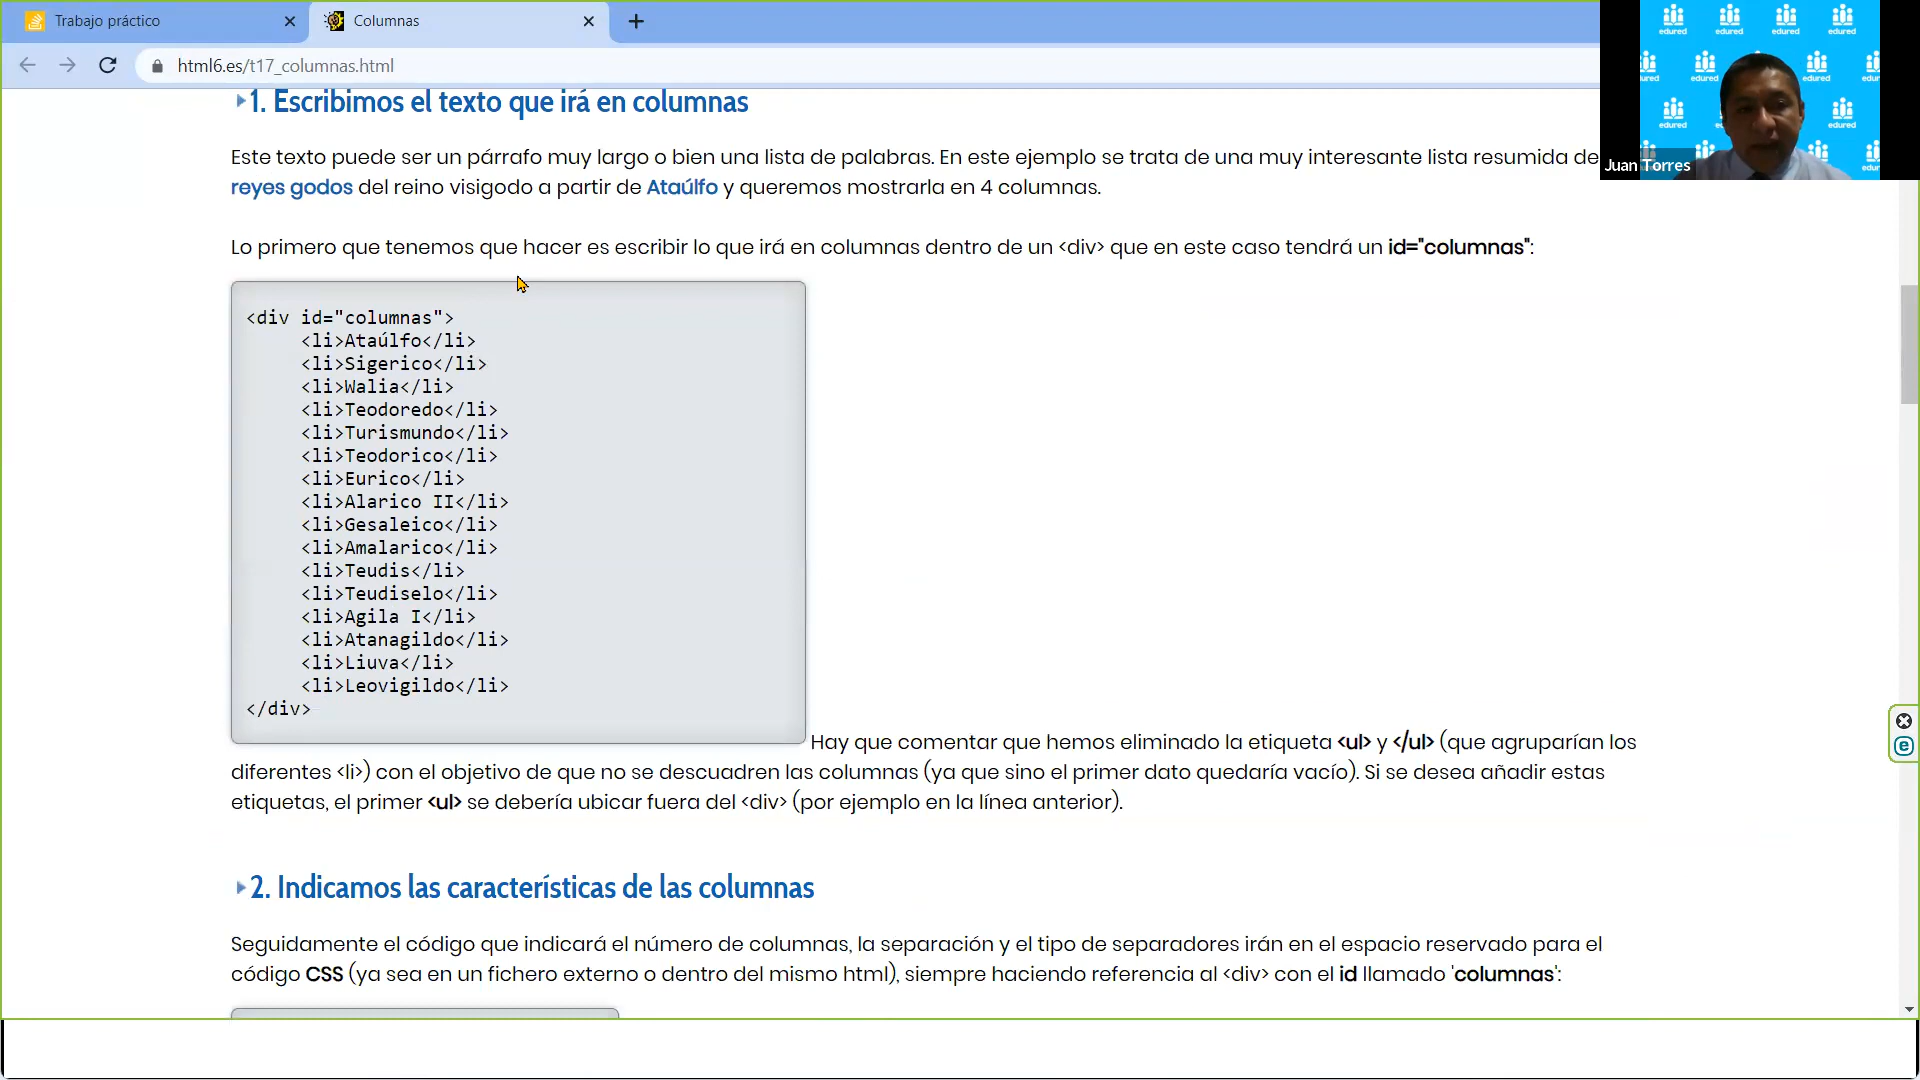 Trabajo práctico
Columnas
html6.es/t17_columnas.html
edured edured edured edured
edured
edured
edured
edured
Juan Torres
1. Escribimos el texto que irá en columnas
Este texto puede ser un párrafo muy largo o bien una lista de palabras. En este ejemplo se trata de una muy interesante lista resumida de
reyes godos del reino visigodo a partir de Ataúlfo y queremos mostrarla en 4 columnas.
Lo primero que tenemos que hacer es escribir lo que irá en columnas dentro de un <div> que en este caso tendrá un id="columnas":
<div id="columnas">
<li>Ataúlfo</li>
<li>Sigerico</li>
<li>Walia</li>
<li>Teodoredo</li>
<li>Turismundo</li>
<li>Teodorico</li>
<li>Eurico</li>
<li>Alarico II</li>
<li>Gesaleico</li>
<li>Amalarico</li>
<li>Teudis</li>
<li>Teudiselo</li>
<li>Agila I</li>
<li>Atanagildo</li>
<li>Liuva</li>
<li>Leovigildo</li>
</div>
Hay que comentar que hemos eliminado la etiqueta <ul> y </ul> (que agruparían los
diferentes <li>) con el objetivo de que no se descuadren las columnas (ya que sino el primer dato quedaría vacío). Si se desea añadir estas
etiquetas, el primer <ul> se debería ubicar fuera del <div> (por ejemplo en la línea anterior).
2. Indicamos las características de las columnas
Seguidamente el código que indicará el número de columnas, la separación y el tipo de separadores irán en el espacio reservado para el
código CSS (ya sea en un fichero externo o dentro del mismo html), siempre haciendo referencia al <div> con el id llamado 'columnas':